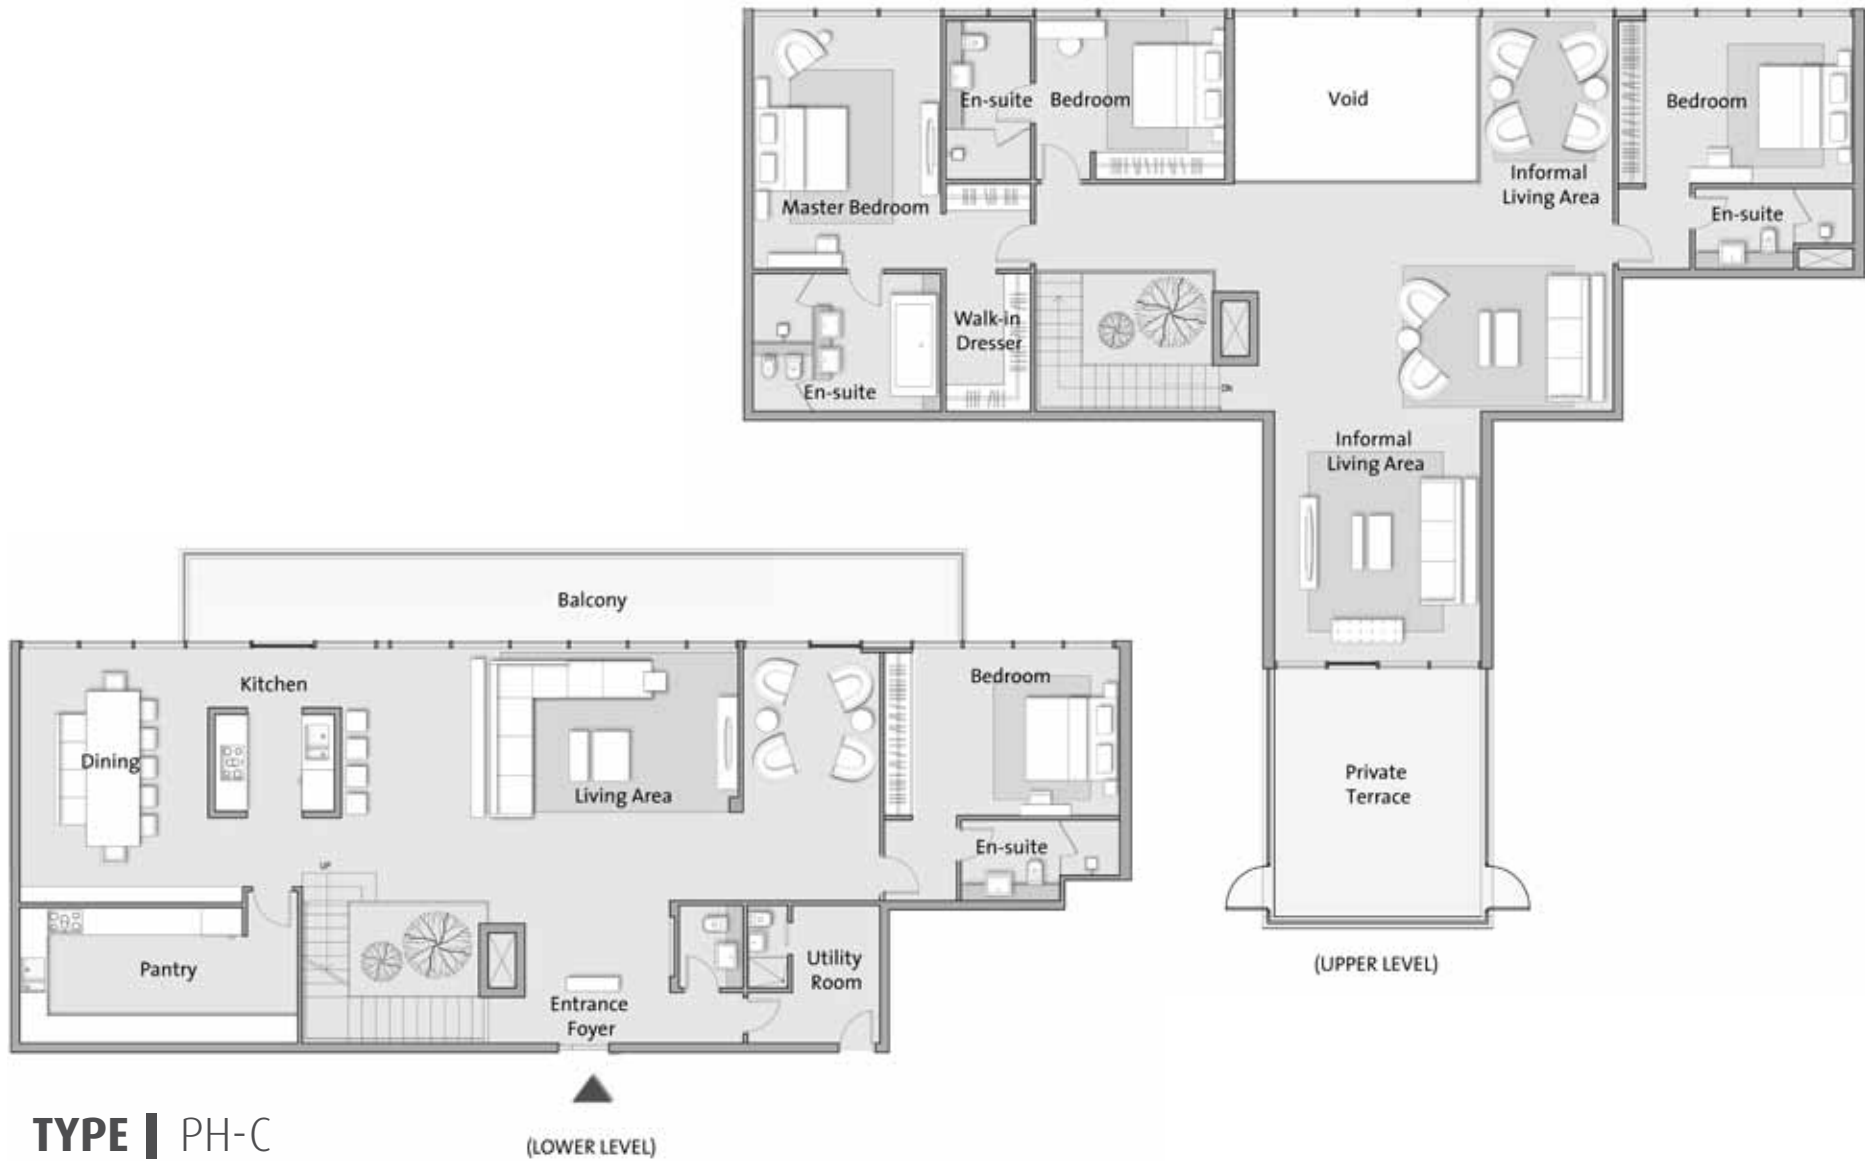 En-suite
Bedroom
Void
Bedroom
Informal
Living Area
Master Bedroom
En-suite
Walk-in
Dresser
En-suite
DN
Informal
Living Area
Balcony
Kitchen
Bedroom
Dining
Living Area
Private
Terrace
En-suite
UP
Pantry
Utility
Room
Entrance
Foyer
(UPPER LEVEL)
TYPE | PH-C
(LOWER LEVEL)